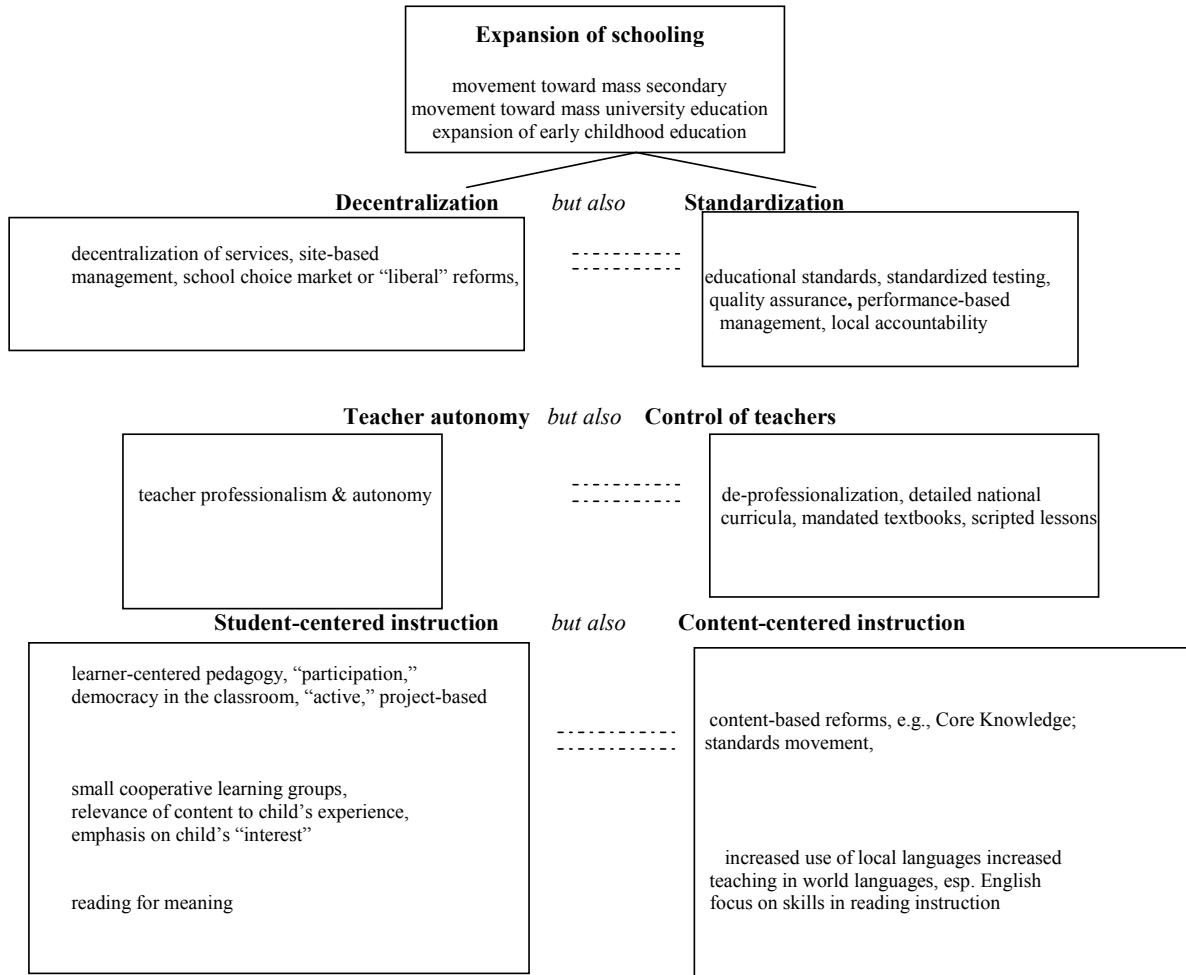 Expansion of schooling
movement toward mass secondary
movement toward mass university education
expansion of early childhood education
Decentralization but also Standardization
decentralization of services, site-based
management, school choice market or “liberal” reforms,
educational standards, standardized testing,
quality assurance, performance-based
management, local accountability
Teacher autonomy but also Control of teachers
teacher professionalism & autonomy
de-professionalization, detailed national
curricula, mandated textbooks, scripted lessons
Student-centered instruction but also Content-centered instruction
learner-centered pedagogy, “participation,”
democracy in the classroom, “active,” project-based
small cooperative learning groups,
relevance of content to child’s experience,
emphasis on child’s “interest”
reading for meaning
content-based reforms, e.g., Core Knowledge;
standards movement,
increased use of local languages increased
teaching in world languages, esp. English
focus on skills in reading instruction